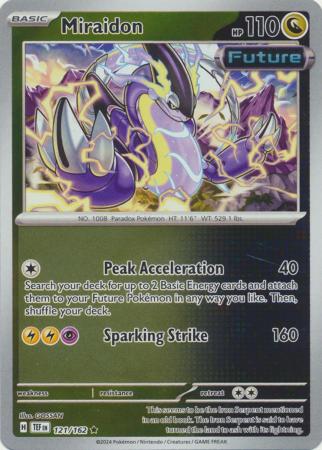 BASIC
Miraidon
HP 110
Future
NO. 1008 Paradox Pokémon HT: 11'6" WT: 529.1 lbs.
Peak Acceleration 40
Search your deck for up to 2 Basic Energy cards and attach
them to your Future Pokémon in any way you like. Then,
shuffle your deck.
Sparking Strike 160
weakness resistance retreat
Illus. GOSSAN
H TEF EN 121/162 ★
This seems to be the Iron Serpent
mentioned in an old book. The Iron
Serpent is said to have
turned the land to ash with its lightning.
©2024 Pokémon / Nintendo / Creatures / GAME FREAK